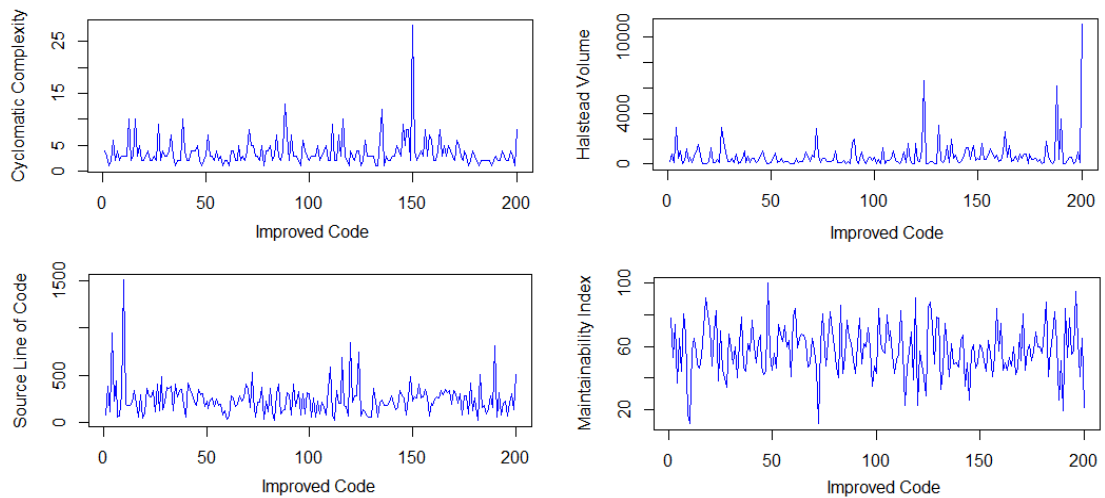 Cyclomatic Complexity
0 5 15 25
0 50 100 150 200
Improved Code
Halstead Volume
0 4000 10000
0 50 100 150 200
Improved Code
Source Line of Code
0 500 1500
0 50 100 150 200
Improved Code
Maintainability Index
20 60 100
0 50 100 150 200
Improved Code